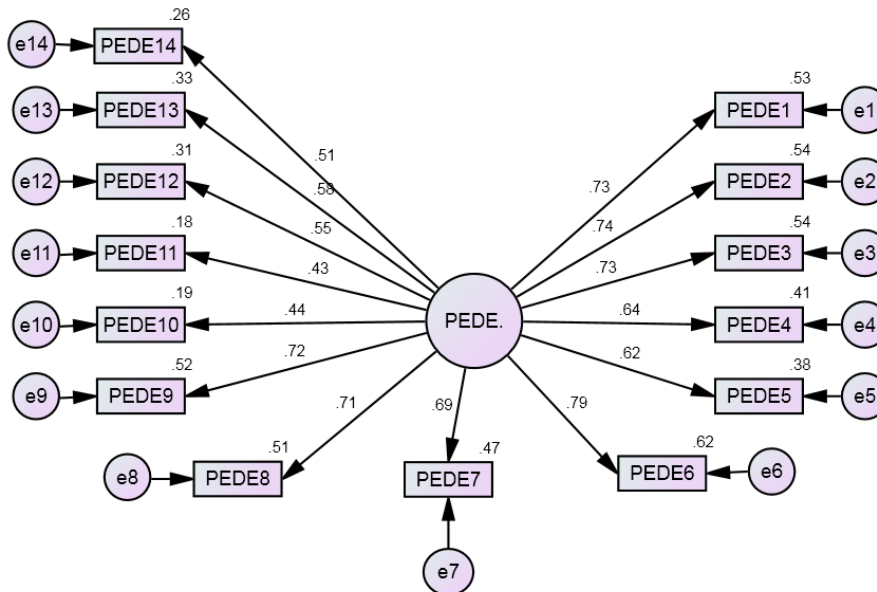 .26
e14 PEDE14
.33
e13 PEDE13
.53
PEDE1 e1
.31
e12 PEDE12
.51
.58
.73
.54
PEDE2 e2
.18
e11 PEDE11
.55
.74
.54
PEDE3 e3
.43
.73
.19
e10 PEDE10
.44
PEDE.
.64
.41
PEDE4 e4
.52
e9 PEDE9
.72
.62
.38
PEDE5 e5
.71
.69
.79
.51
e8 PEDE8
.47
PEDE7
.62
PEDE6 e6
e7